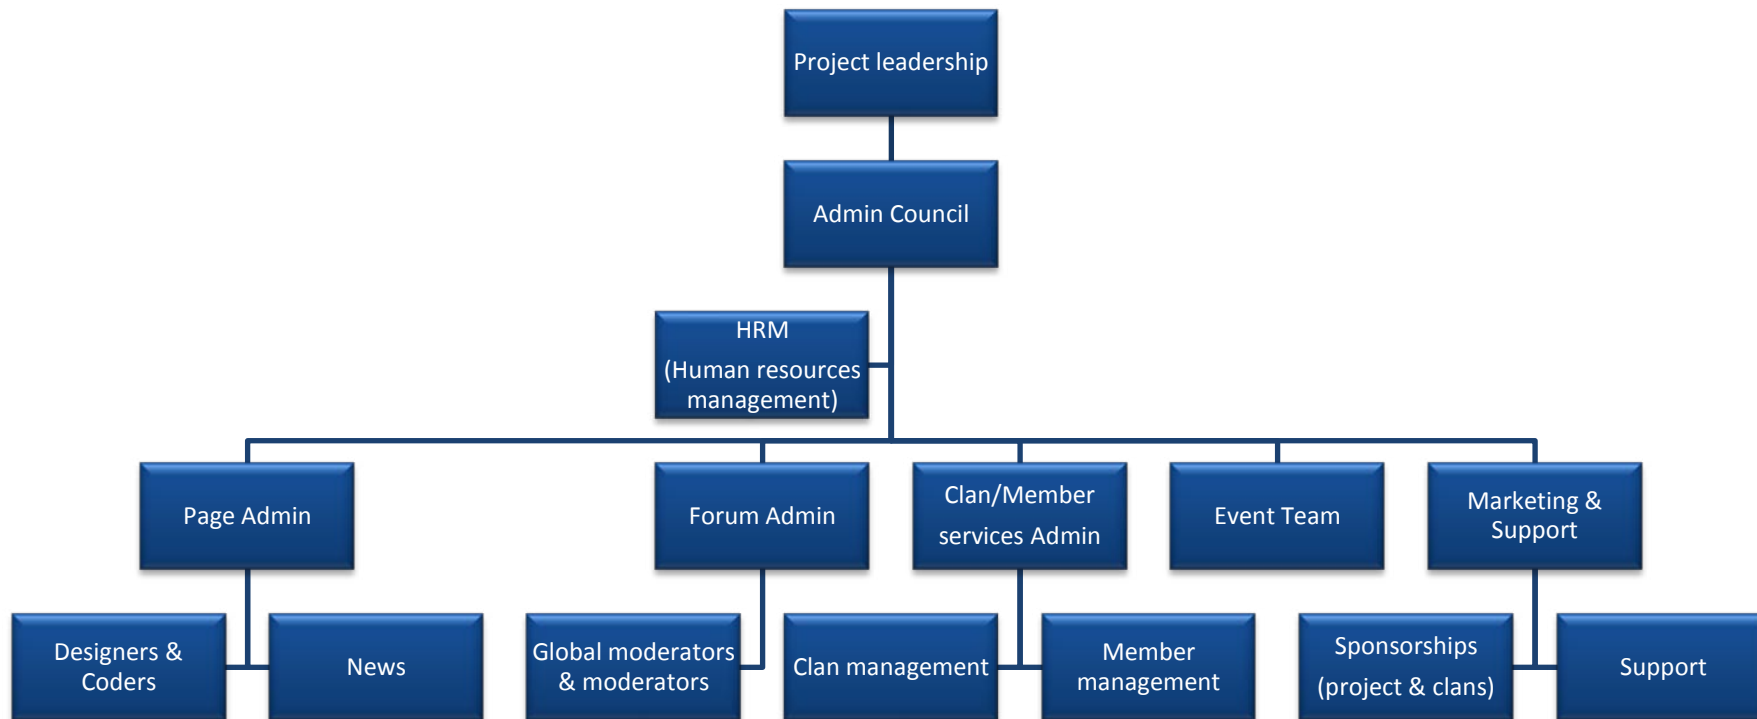 Project leadership
Admin Council
HRM
(Human resources
management)
Page Admin
Forum Admin
Clan/Member
services Admin
Event Team
Marketing &
Support
Designers &
Coders
News
Global moderators
& moderators
Clan management
Member
management
Sponsorships
(project & clans)
Support